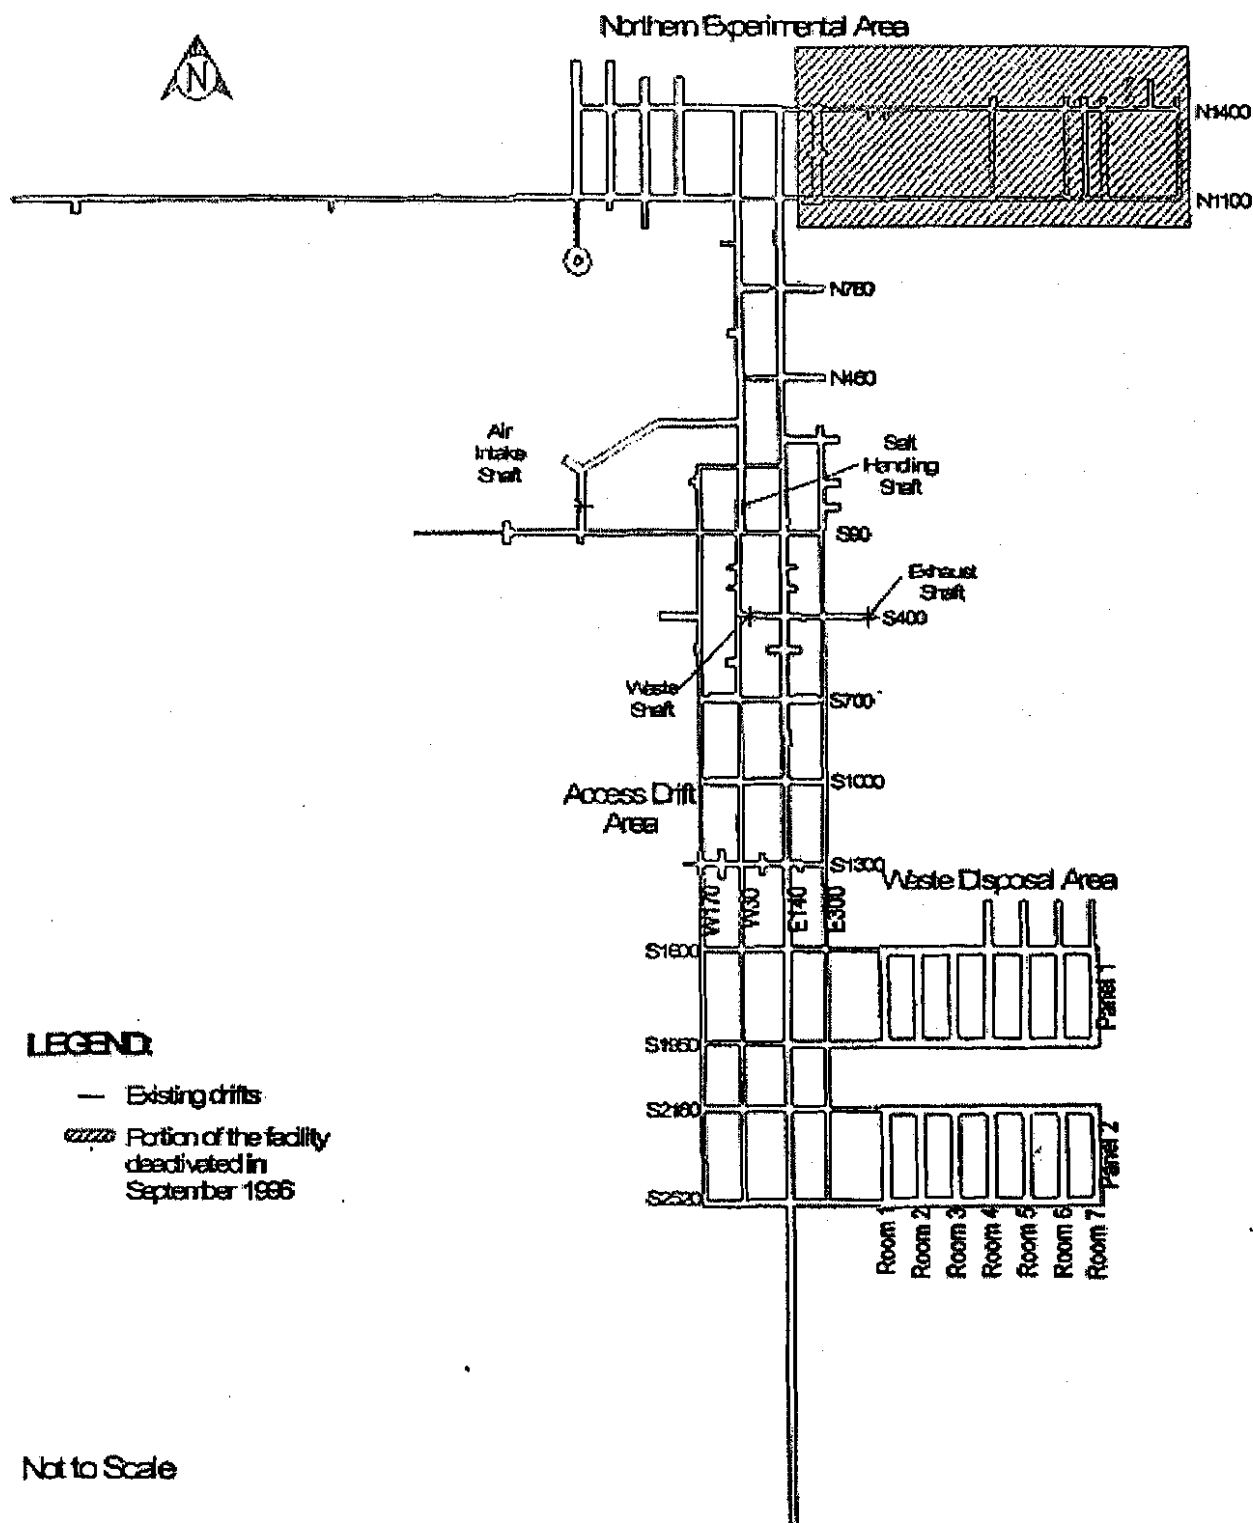 Northern Experimental Area
N
N1400
N1100
N780
N460
Air
Intake
Shaft
Salt
Handling
Shaft
S90
Exhaust
Shaft
S400
Waste
Shaft
S700
S1000
Access Drift
Area
S1300
Waste Disposal Area
W170
W30
E140
E300
S1600
Panel 1
S1950
LEGEND:
Existing drifts
Portion of the facility
deactivated in
September 1996
S2180
Panel 2
S2520
Room 1
Room 2
Room 3
Room 4
Room 5
Room 6
Room 7
Not to Scale